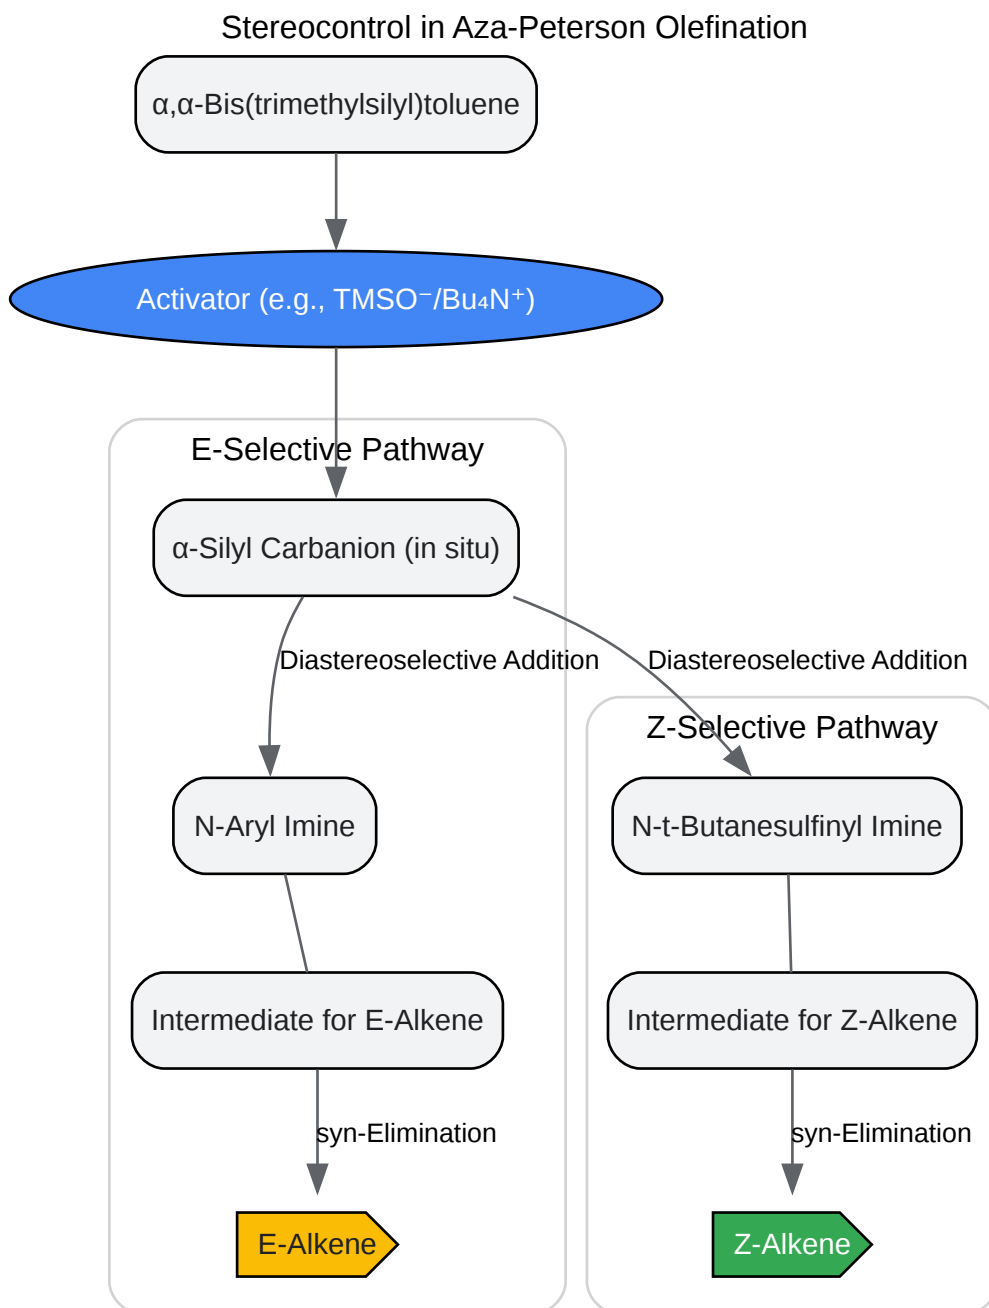 Stereocontrol in Aza-Peterson Olefination
α,α-Bis(trimethylsilyl)toluene
Activator (e.g., TMSO⁻/Bu₄N⁺)
E-Selective Pathway
α-Silyl Carbanion (in situ)
Diastereoselective Addition
Diastereoselective Addition
Z-Selective Pathway
N-Aryl Imine
N-t-Butanesulfinyl Imine
Intermediate for E-Alkene
Intermediate for Z-Alkene
syn-Elimination
syn-Elimination
E-Alkene
Z-Alkene